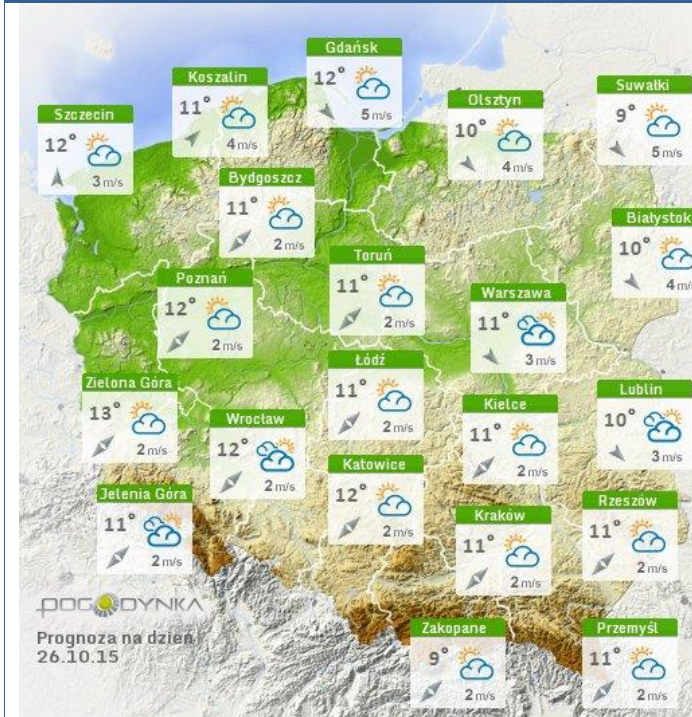 Gdańsk
12°
5 m/s
Koszalin
11°
4 m/s
Suwałki
9°
5 m/s
Olsztyn
10°
4 m/s
Szczecin
12°
3 m/s
Bydgoszcz
11°
2 m/s
Białystok
10°
4 m/s
Toruń
11°
2 m/s
Poznań
12°
2 m/s
Warszawa
11°
3 m/s
Łódź
11°
2 m/s
Zielona Góra
13°
2 m/s
Lublin
10°
3 m/s
Kielce
11°
2 m/s
Wrocław
12°
2 m/s
Katowice
12°
2 m/s
Jelenia Góra
11°
2 m/s
Rzeszów
11°
2 m/s
Kraków
11°
2 m/s
POGODYNKA
Prognoza na dzień
26.10.15
Zakopane
9°
2 m/s
Przemyśl
11°
2 m/s